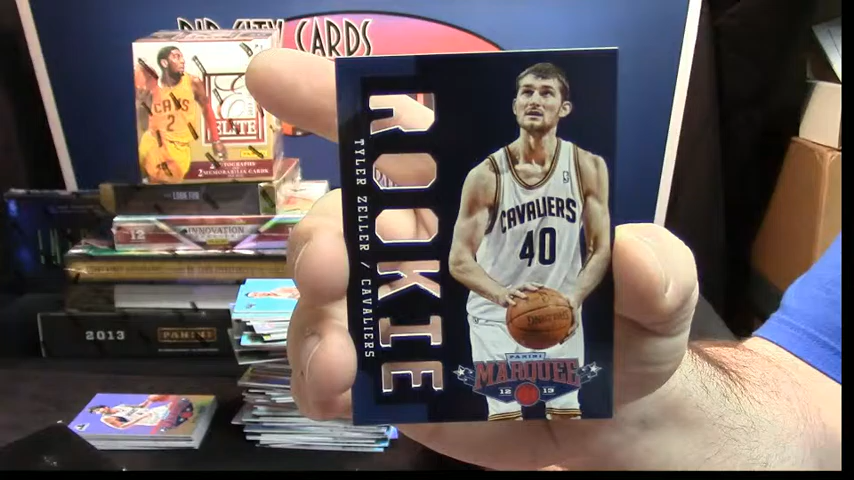 CARDS
CAVS
2
ELITE
2 MEMORABILIA CARDS
INNOVATION
12
2013 PANINI
ROOKIE
TYLER ZELLER / CAVALIERS
CAVALIERS
40
PANINI
MARQUEE
12 13